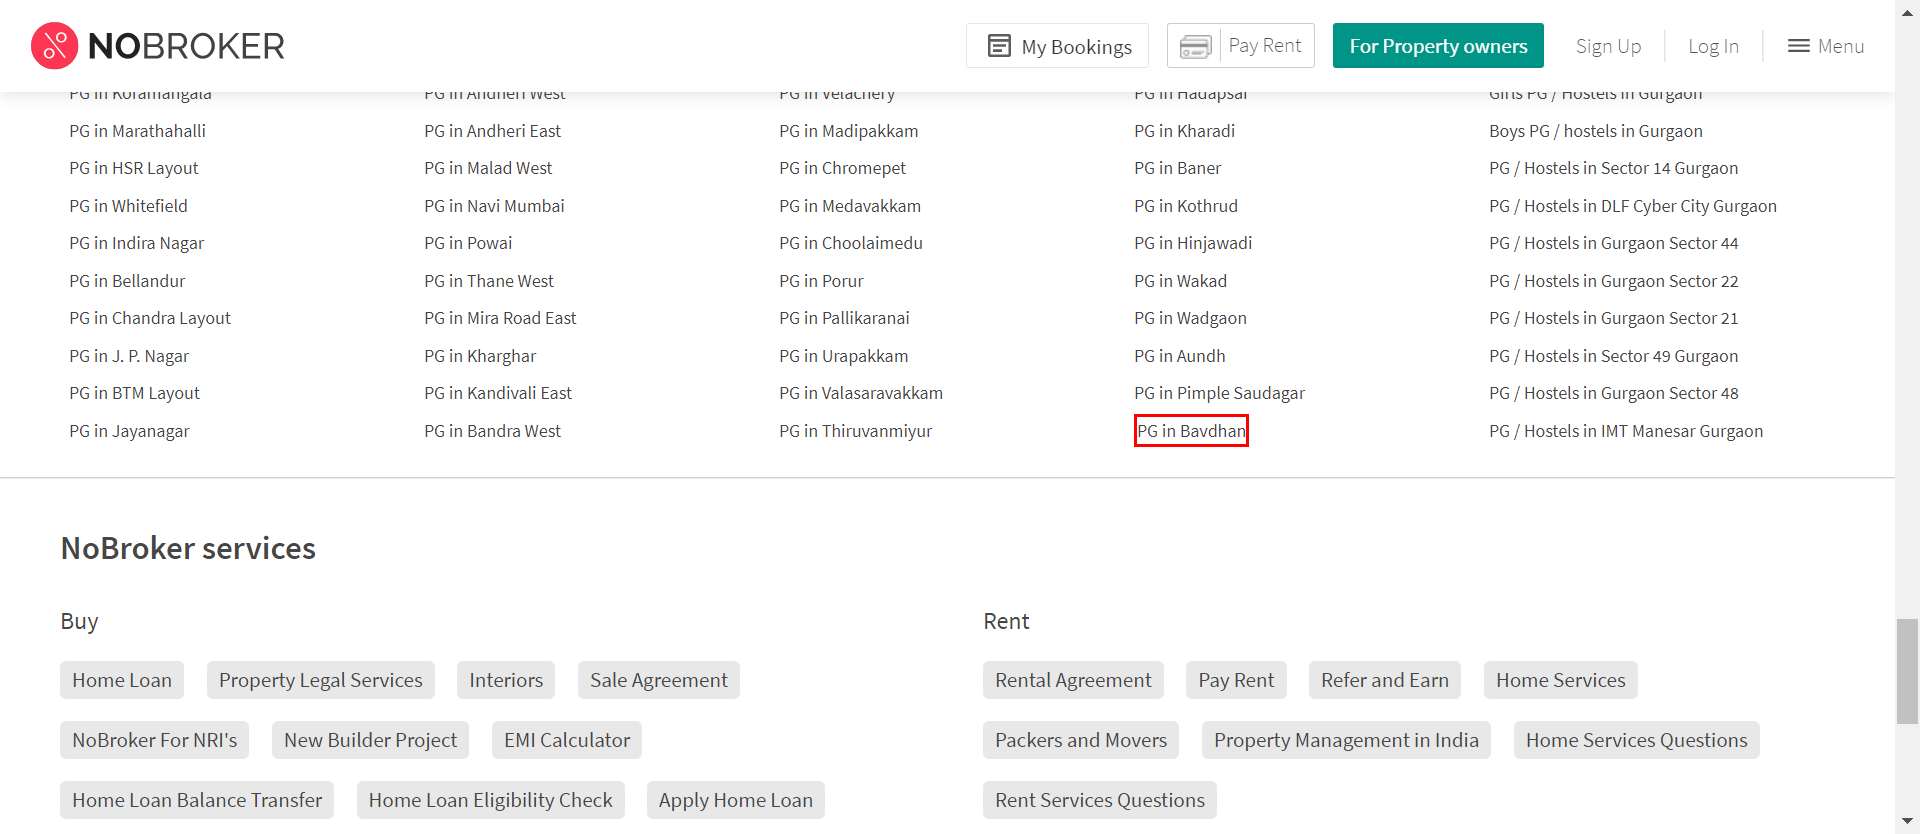 NOBROKER
My Bookings
Pay Rent
For Property owners
Sign Up
Log In
Menu
PG in Koramangala
PG in Andheri West
PG in Velachery
PG in Hadapsar
Girls PG / Hostels in Gurgaon
PG in Marathahalli
PG in Andheri East
PG in Madipakkam
PG in Kharadi
Boys PG / hostels in Gurgaon
PG in HSR Layout
PG in Malad West
PG in Chromepet
PG in Baner
PG / Hostels in Sector 14 Gurgaon
PG in Whitefield
PG in Navi Mumbai
PG in Medavakkam
PG in Kothrud
PG / Hostels in DLF Cyber City Gurgaon
PG in Indira Nagar
PG in Powai
PG in Choolaimedu
PG in Hinjawadi
PG / Hostels in Gurgaon Sector 44
PG in Bellandur
PG in Thane West
PG in Porur
PG in Wakad
PG / Hostels in Gurgaon Sector 22
PG in Chandra Layout
PG in Mira Road East
PG in Pallikaranai
PG in Wadgaon
PG / Hostels in Gurgaon Sector 21
PG in J. P. Nagar
PG in Kharghar
PG in Urapakkam
PG in Aundh
PG / Hostels in Sector 49 Gurgaon
PG in BTM Layout
PG in Kandivali East
PG in Valasaravakkam
PG in Pimple Saudagar
PG / Hostels in Gurgaon Sector 48
PG in Jayanagar
PG in Bandra West
PG in Thiruvanmiyur
PG in Bavdhan
PG / Hostels in IMT Manesar Gurgaon
NoBroker services
Buy
Home Loan
Property Legal Services
Interiors
Sale Agreement
NoBroker For NRI's
New Builder Project
EMI Calculator
Home Loan Balance Transfer
Home Loan Eligibility Check
Apply Home Loan
Rent
Rental Agreement
Pay Rent
Refer and Earn
Home Services
Packers and Movers
Property Management in India
Home Services Questions
Rent Services Questions